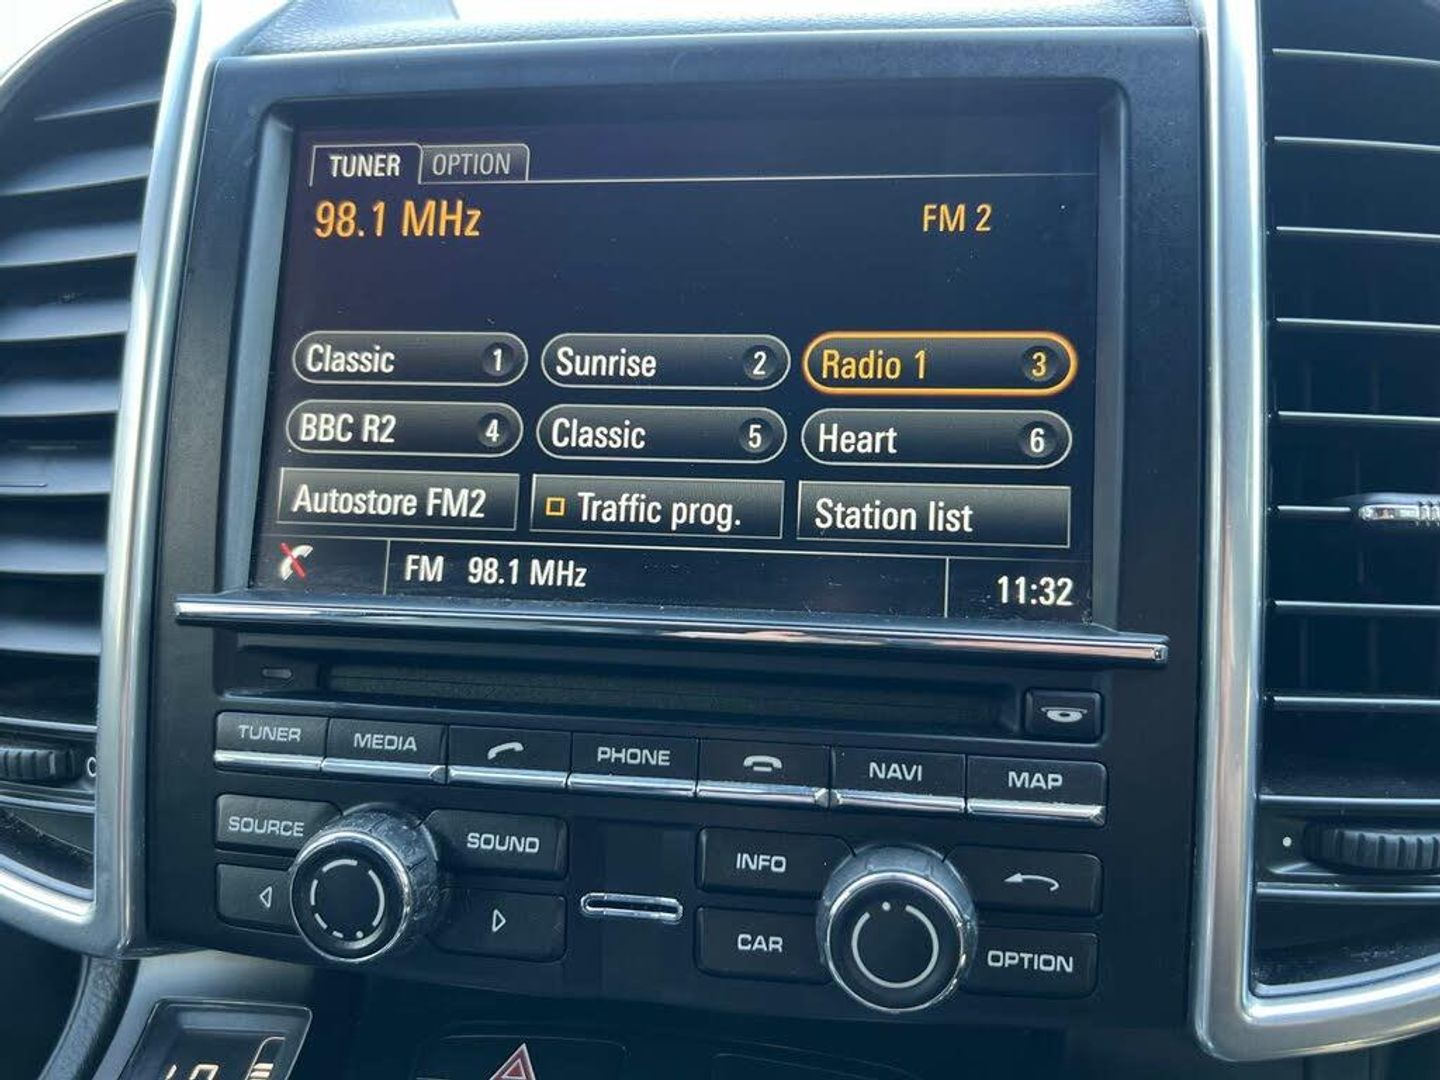 TUNER OPTION
98.1 MHz FM 2
Classic 1 Sunrise 2 Radio 1 3
BBC R2 4 Classic 5 Heart 6
Autostore FM2 Traffic prog. Station list
FM 98.1 MHz 11:32
TUNER MEDIA PHONE NAVI MAP
SOURCE SOUND INFO
CAR OPTION